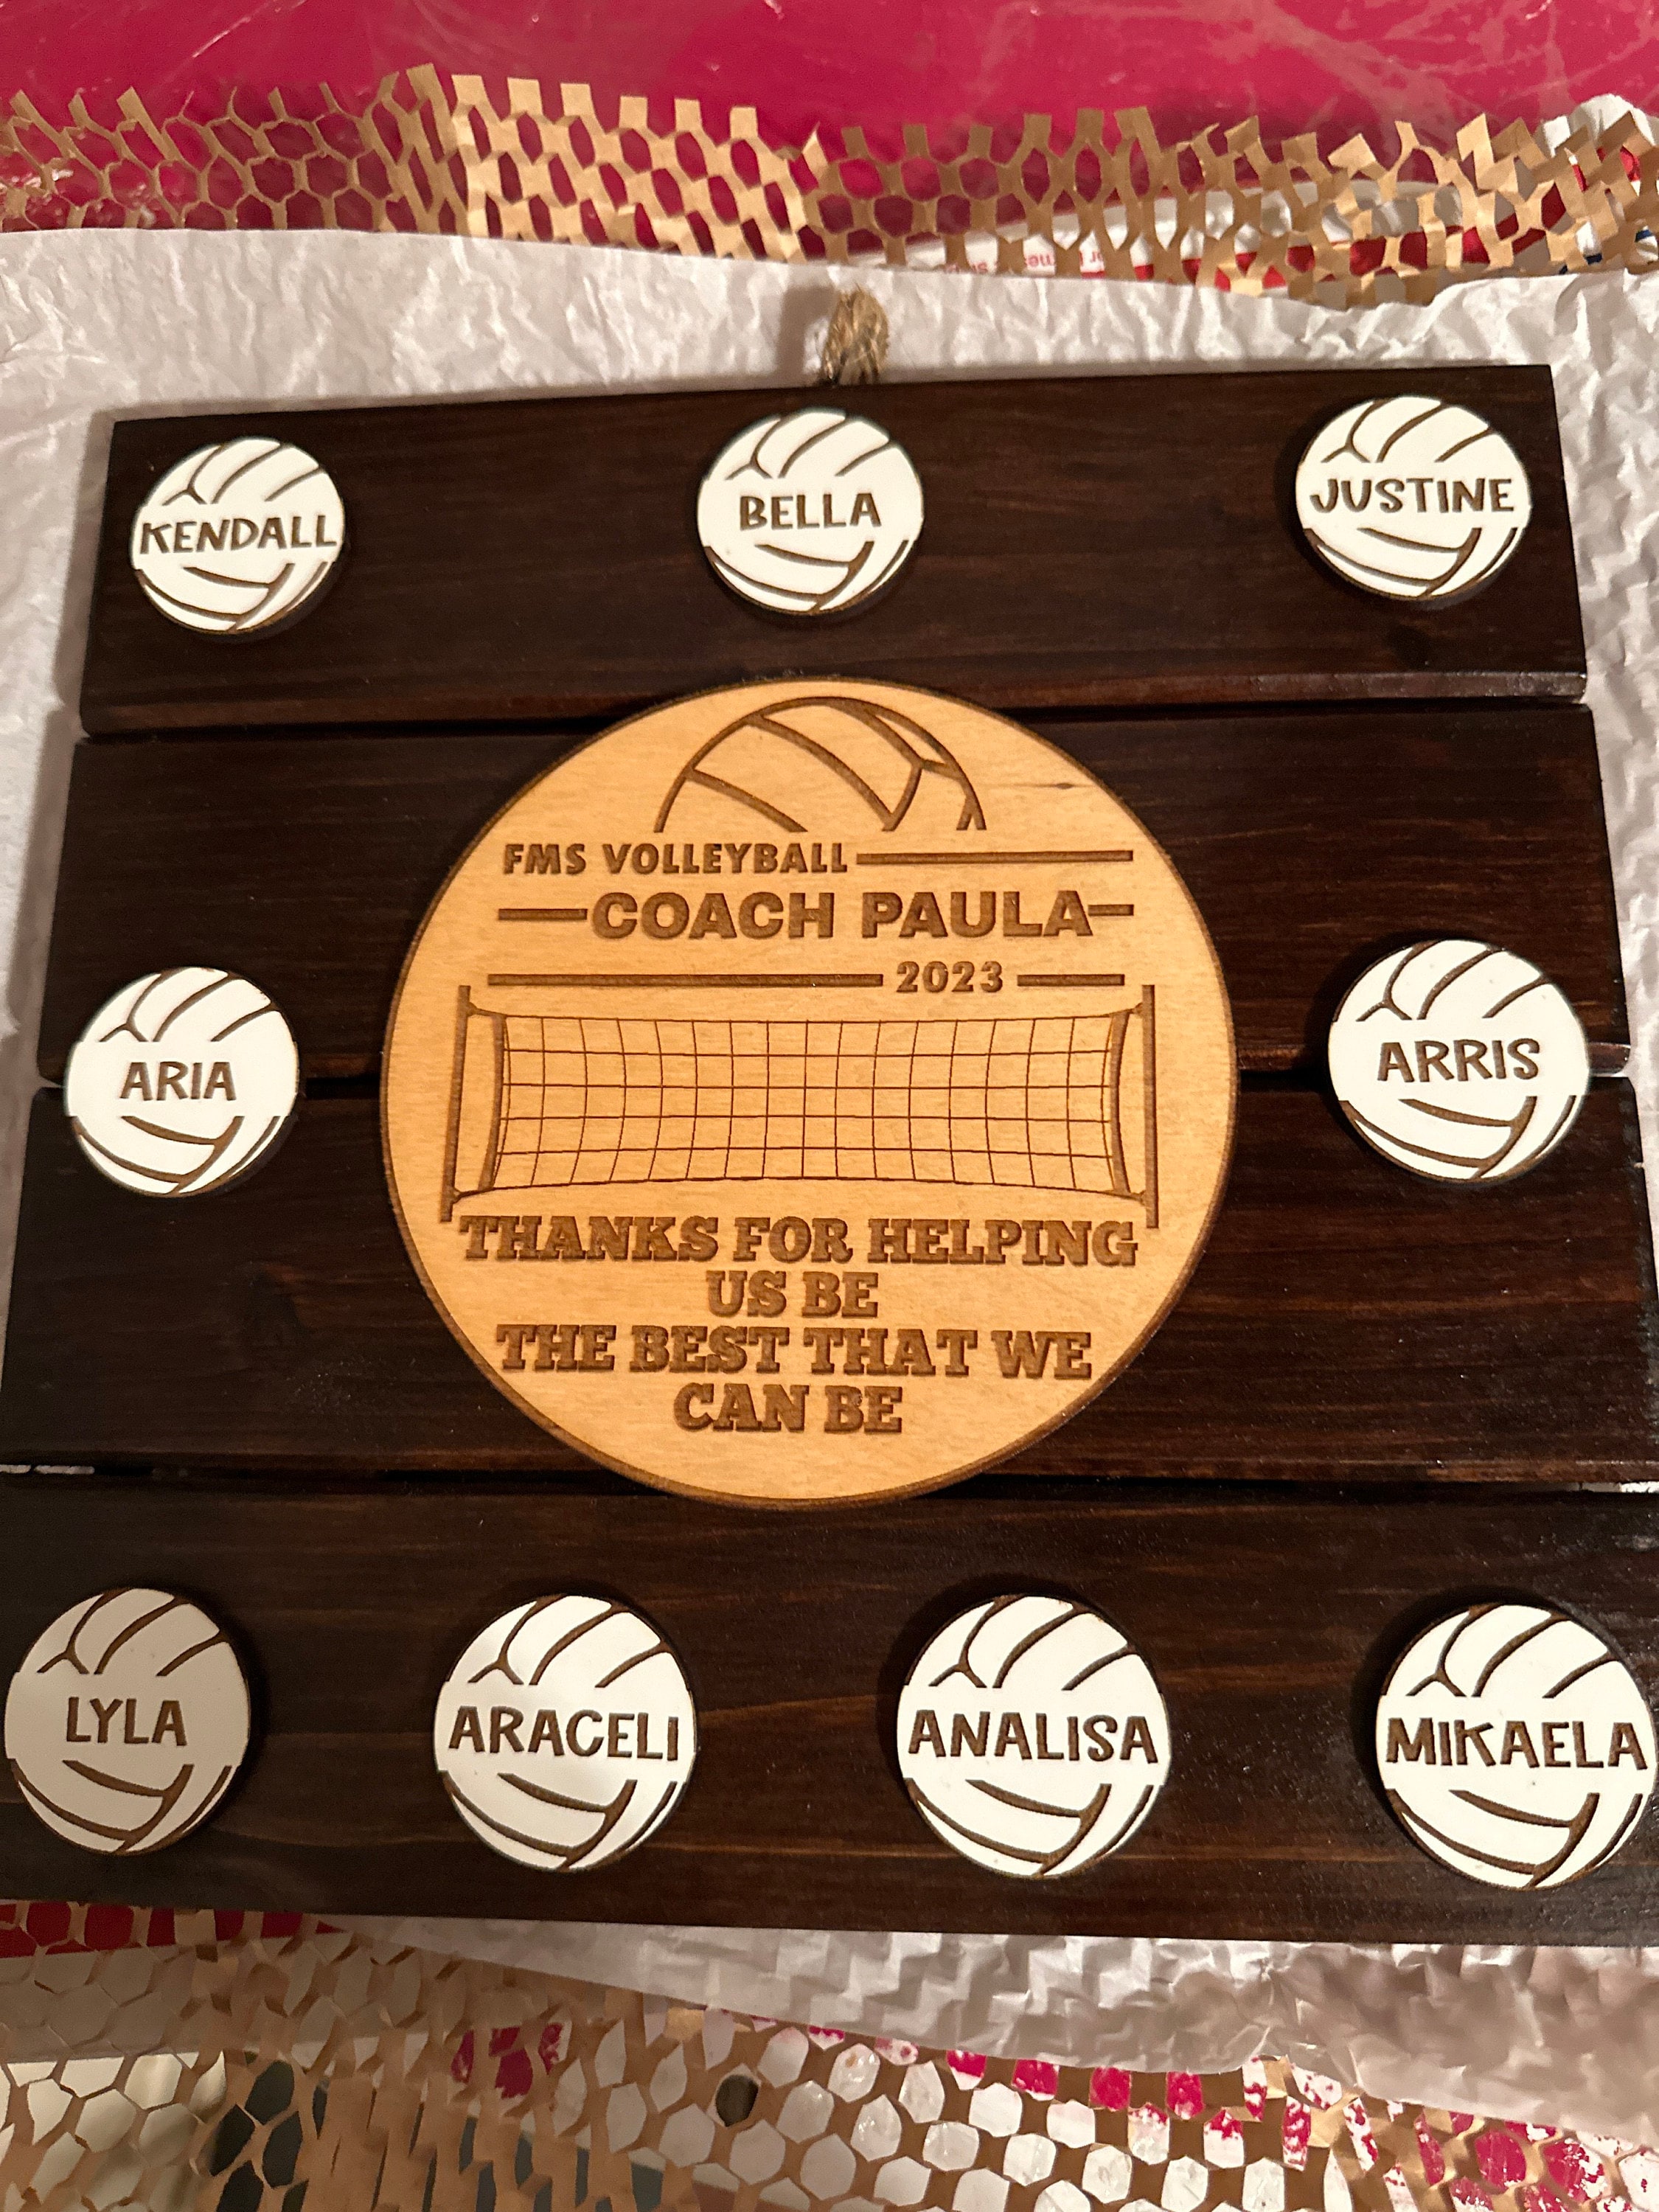 KENDALL
BELLA
JUSTINE
FMS VOLLEYBALL
COACH PAULA
2023
ARIA
ARRIS
THANKS FOR HELPING
US BE
THE BEST THAT WE
CAN BE
LYLA
ARACELI
ANALISA
MIKAELA